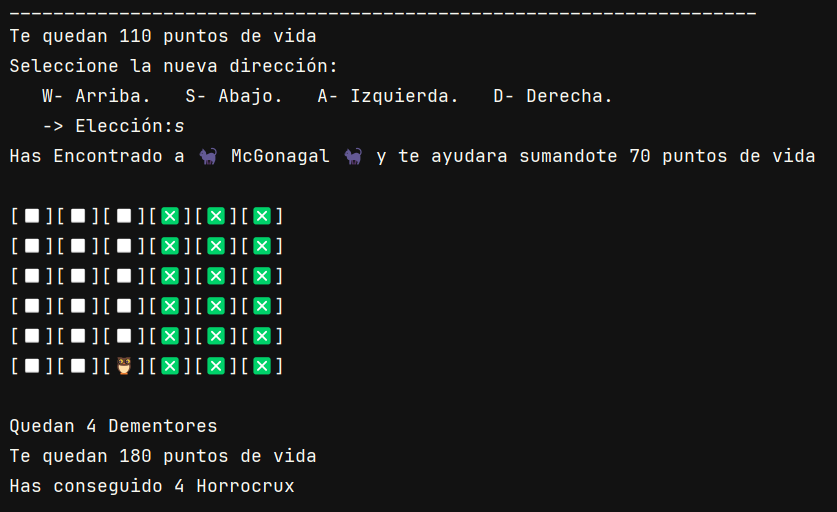 ____________________________________________________________________
Te quedan 110 puntos de vida
Seleccione la nueva dirección:
   W- Arriba.   S- Abajo.   A- Izquierda.   D- Derecha.
   -> Elección:s
Has Encontrado a 🐈‍⬛ McGonagal 🐈‍⬛ y te ayudara sumandote 70 puntos de vida
[⬜][⬜][⬜][❎][❎][❎]
[⬜][⬜][⬜][❎][❎][❎]
[⬜][⬜][⬜][❎][❎][❎]
[⬜][⬜][⬜][❎][❎][❎]
[⬜][⬜][⬜][❎][❎][❎]
[⬜][⬜][🦉][❎][❎][❎]
Quedan 4 Dementores
Te quedan 180 puntos de vida
Has conseguido 4 Horrocrux